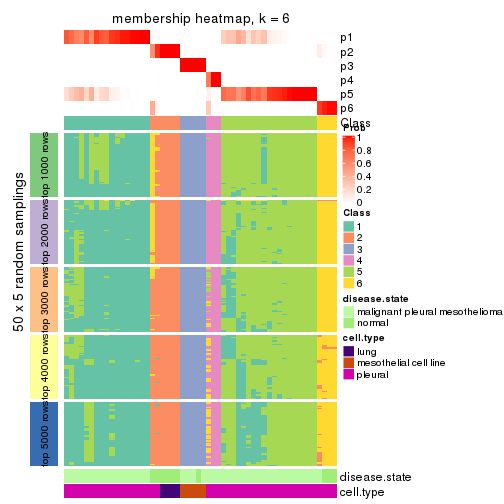 membership heatmap, k = 6
p1
p2
p3
p4
p5
p6
Class
50 x 5 random samplings
top 1000 rows
top 2000 rows
top 3000 rows
top 4000 rows
top 5000 rows
Prob
1
0.8
0.6
0.4
0.2
0
Class
1
2
3
4
5
6
disease.state
malignant pleural mesothelioma
normal
cell.type
lung
mesothelial cell line
pleural
disease.state
cell.type